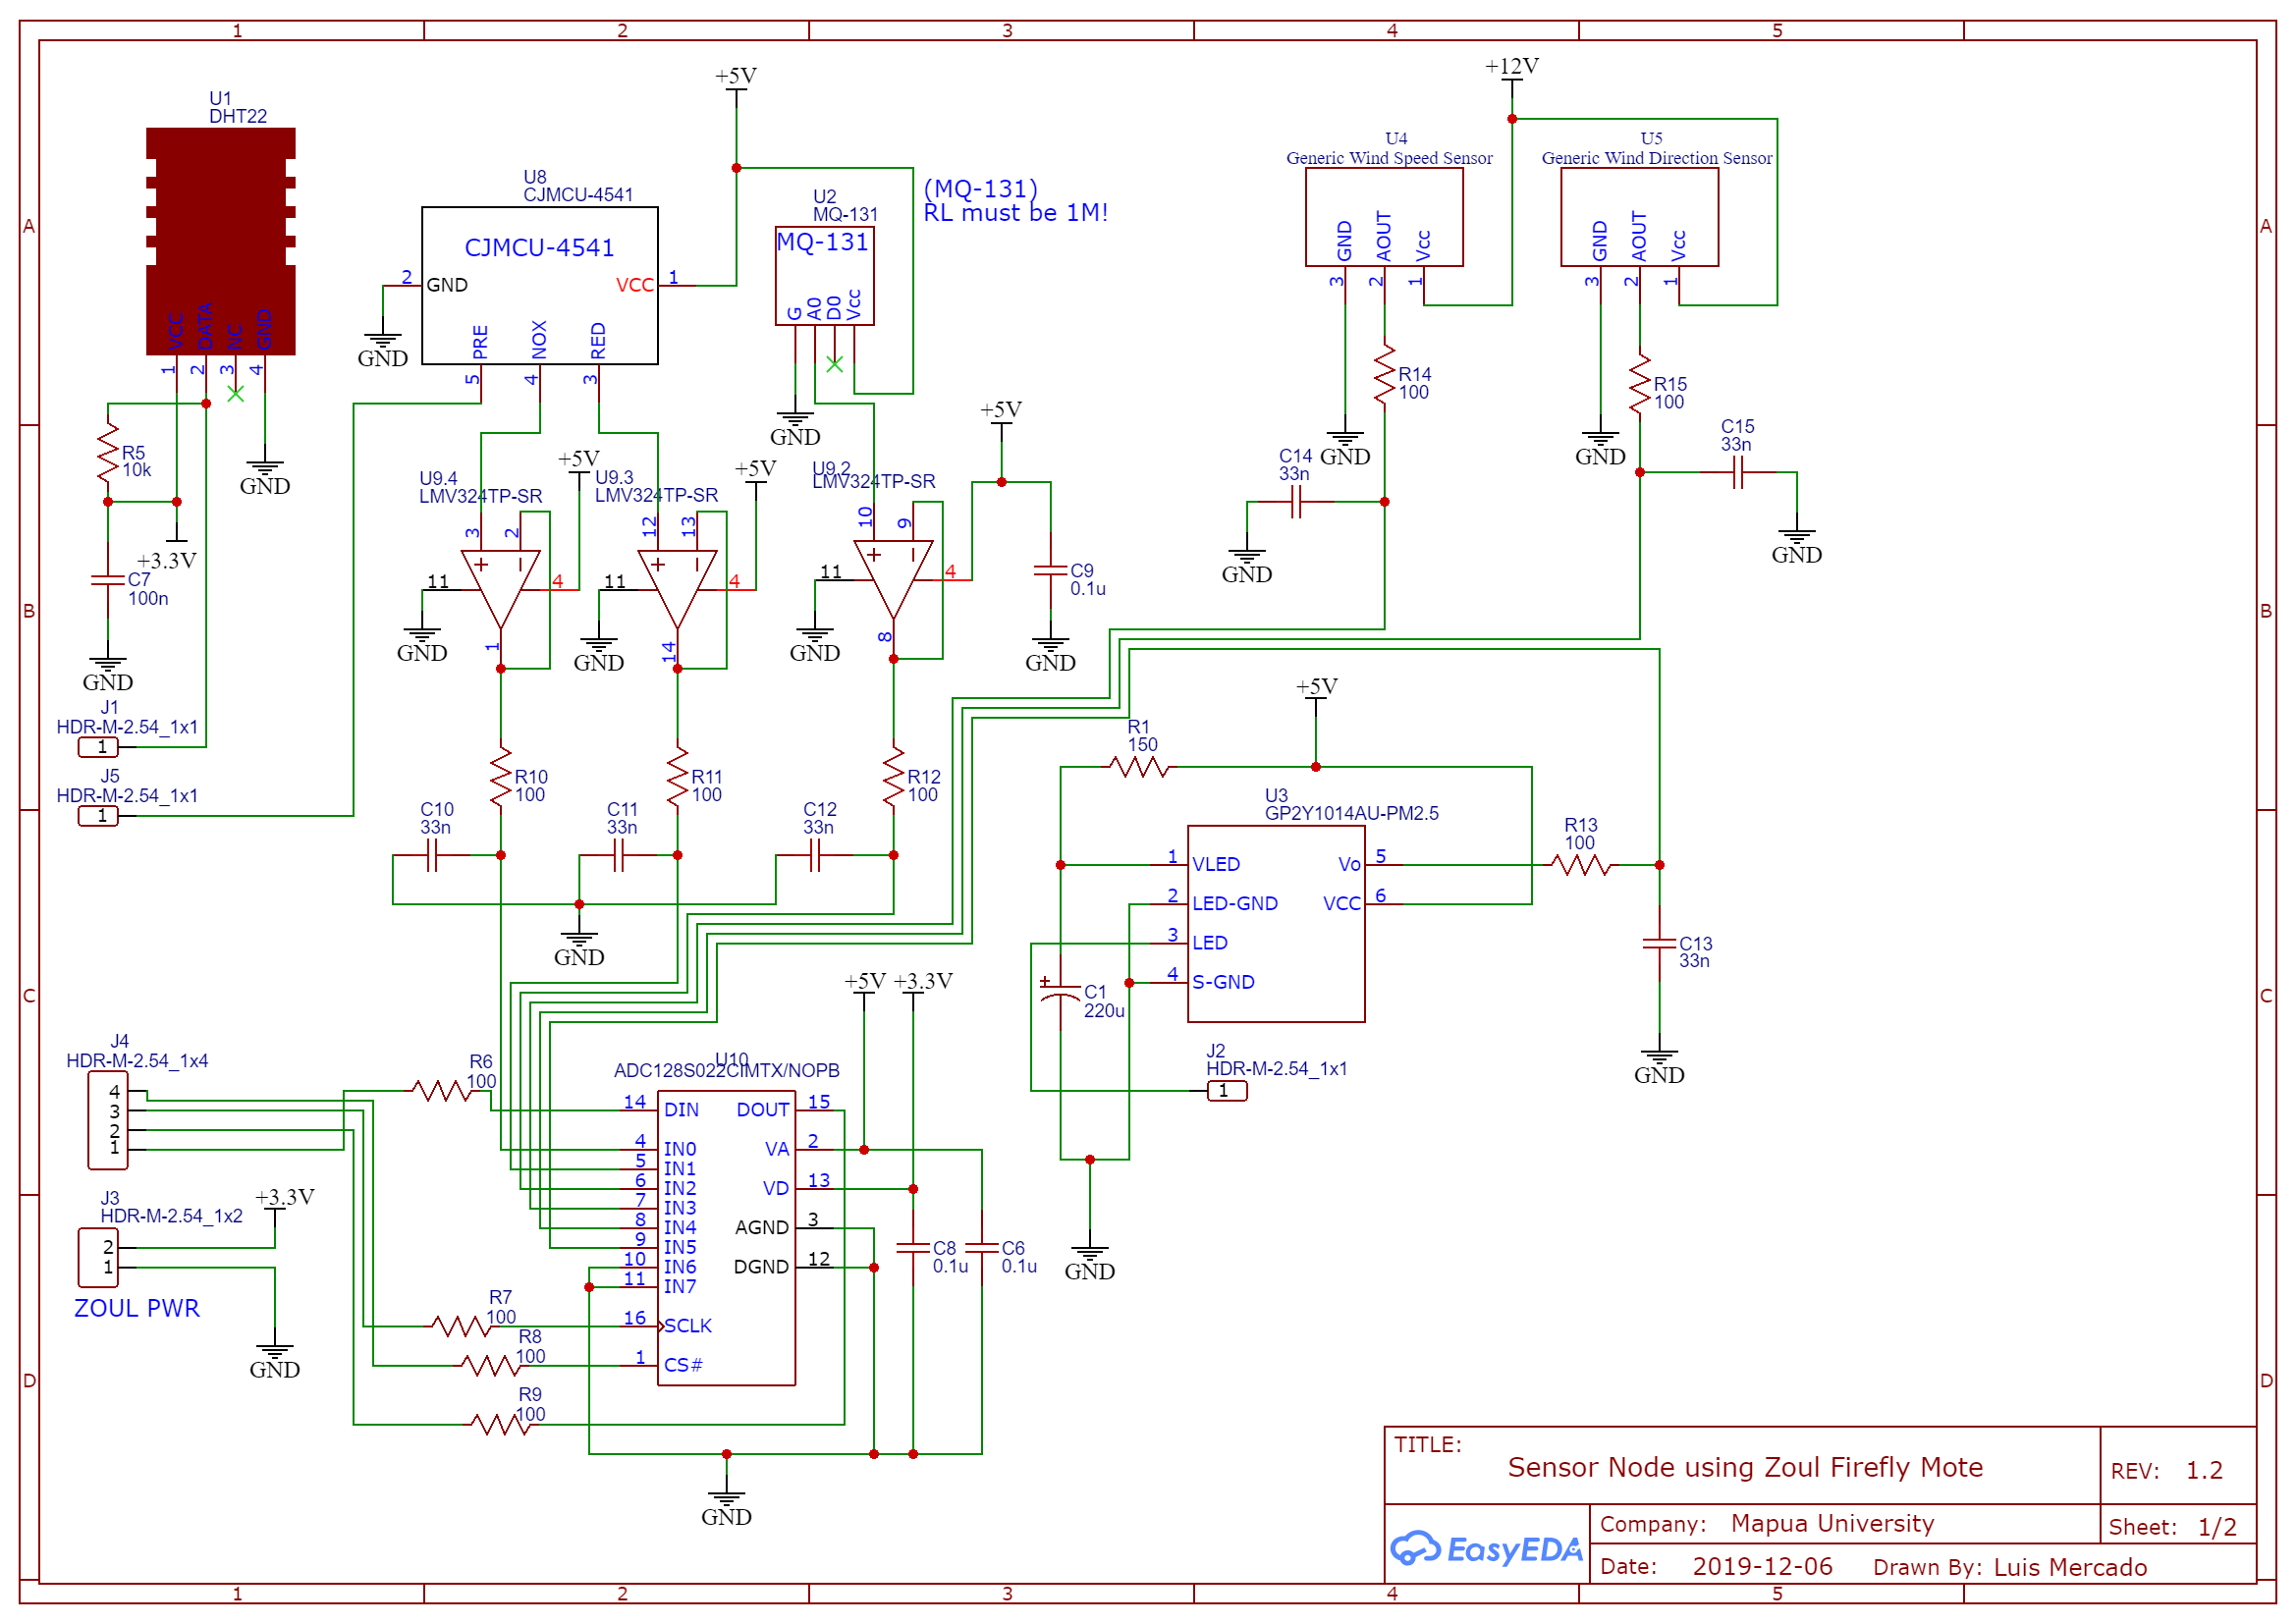 1
2
3
4
5
A
B
C
D
A
B
C
D
1
2
3
4
5
U1
DHT22
VCC
DATA
NC
GND
1
2
3
4
GND
R5
10k
+3.3V
C7
100n
GND
J1
HDR-M-2.54_1x1
1
J5
HDR-M-2.54_1x1
1
+5V
U8
CJMCU-4541
CJMCU-4541
2
GND
VCC
1
GND
PRE
NOX
RED
5
4
3
U2
MQ-131
MQ-131
G
A0
D0
Vcc
GND
(MQ-131)
RL must be 1M!
U9.4
LMV324TP-SR
+5V
3
2
11
4
1
GND
U9.3
LMV324TP-SR
+5V
12
13
11
4
14
GND
U9.2
LMV324TP-SR
+5V
10
9
11
4
8
GND
C9
0.1u
GND
R10
100
R11
100
R12
100
C10
33n
C11
33n
C12
33n
GND
+12V
U4
Generic Wind Speed Sensor
GND
AOUT
Vcc
3
2
1
U5
Generic Wind Direction Sensor
GND
AOUT
Vcc
3
2
1
R14
100
R15
100
C14
33n
GND
GND
GND
C15
33n
GND
+5V
R1
150
U3
GP2Y1014AU-PM2.5
1
VLED
2
LED-GND
3
LED
4
S-GND
Vo
5
VCC
6
R13
100
C13
33n
GND
C1
220u
J2
HDR-M-2.54_1x1
1
GND
J4
HDR-M-2.54_1x4
4
3
2
1
J3
HDR-M-2.54_1x2
2
1
+3.3V
GND
ZOUL PWR
R6
100
R7
100
R8
100
R9
100
+5V
+3.3V
U10
ADC128S022CIMTX/NOPB
14
DIN
4
IN0
5
IN1
6
IN2
7
IN3
8
IN4
9
IN5
10
IN6
11
IN7
16
SCLK
1
CS#
DOUT
15
VA
2
VD
13
AGND
3
DGND
12
C8
0.1u
C6
0.1u
GND
TITLE:
Sensor Node using Zoul Firefly Mote
REV: 1.2
EasyEDA
Company: Mapua University
Sheet: 1/2
Date: 2019-12-06
Drawn By: Luis Mercado